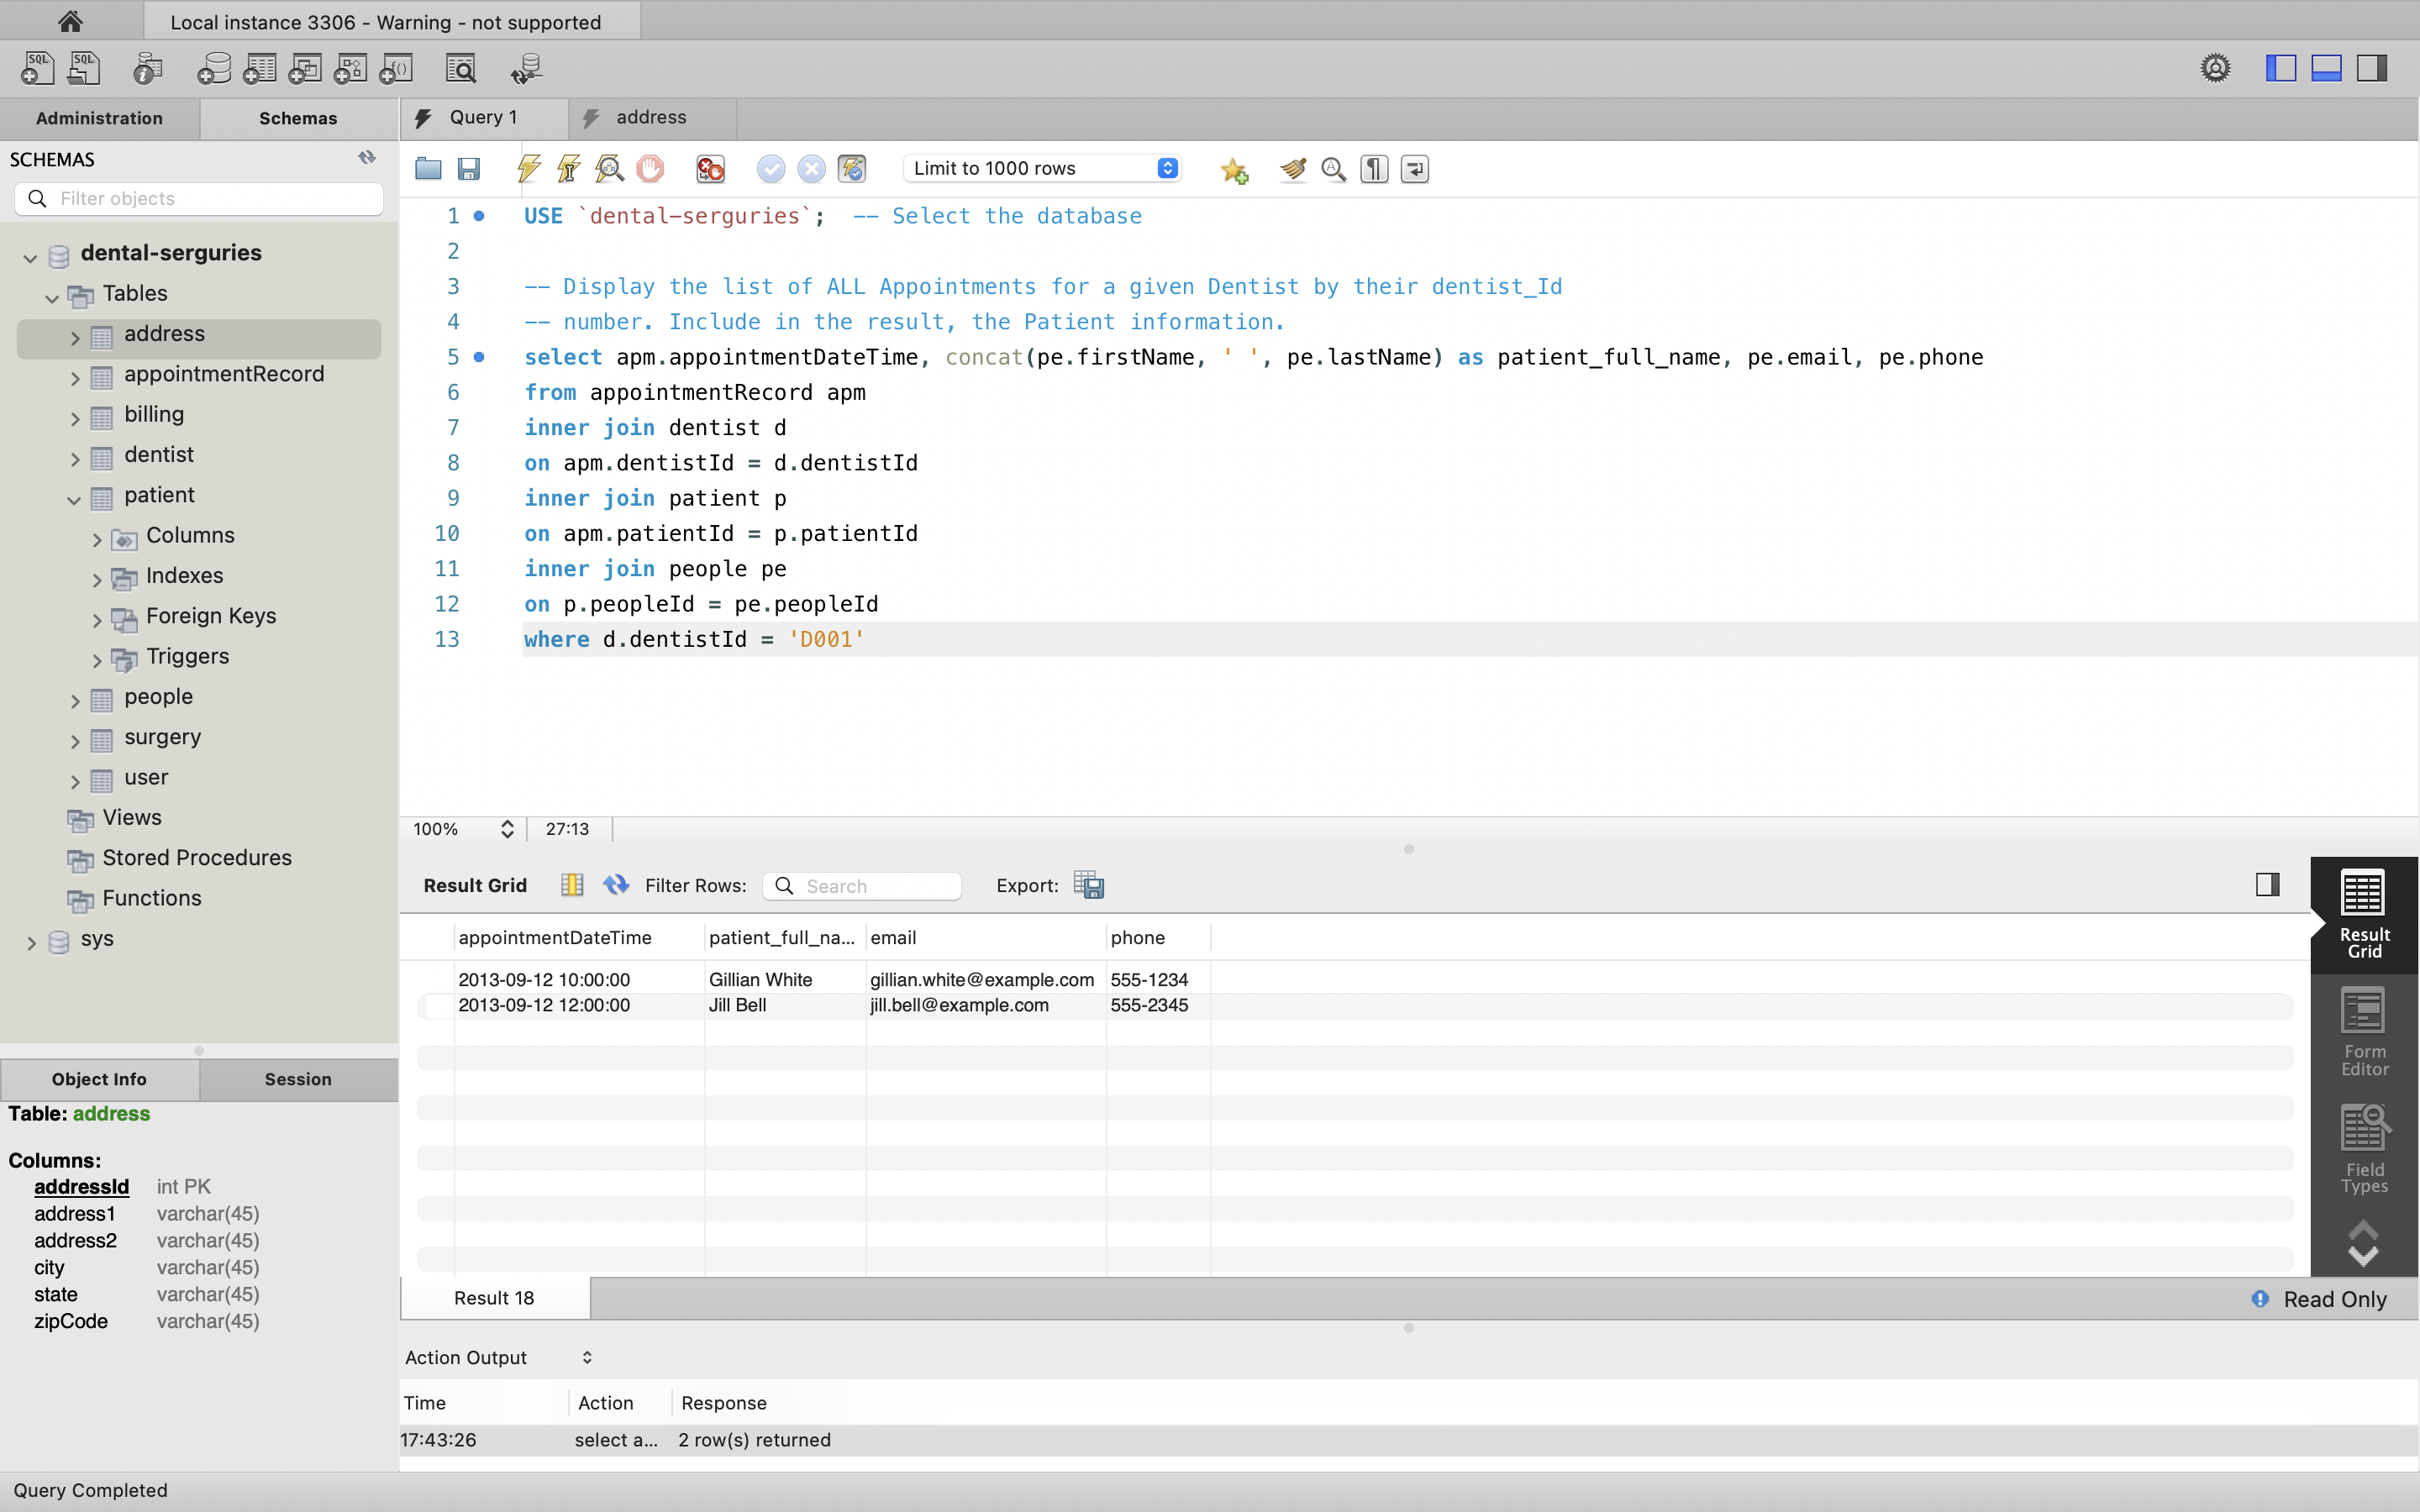 Local instance 3306 - Warning - not supported
Administration
Schemas
Query 1
address
SCHEMAS
Filter objects
Limit to 1000 rows
dental-serguries
Tables
address
appointmentRecord
billing
dentist
patient
Columns
Indexes
Foreign Keys
Triggers
people
surgery
user
Views
Stored Procedures
Functions
sys
1 USE `dental-serguries`;  -- Select the database
2
3 -- Display the list of ALL Appointments for a given Dentist by their dentist_Id
4 -- number. Include in the result, the Patient information.
5 select apm.appointmentDateTime, concat(pe.firstName, ' ', pe.lastName) as patient_full_name, pe.email, pe.phone
6 from appointmentRecord apm
7 inner join dentist d
8 on apm.dentistId = d.dentistId
9 inner join patient p
10 on apm.patientId = p.patientId
11 inner join people pe
12 on p.peopleId = pe.peopleId
13 where d.dentistId = 'D001'
100% 27:13
Result Grid Filter Rows: Search Export:
appointmentDateTime patient_full_na... email phone
2013-09-12 10:00:00 Gillian White gillian.white@example.com 555-1234
2013-09-12 12:00:00 Jill Bell jill.bell@example.com 555-2345
Result
Grid
Form
Editor
Field
Types
Object Info
Session
Table: address
Columns:
addressId int PK
address1 varchar(45)
address2 varchar(45)
city varchar(45)
state varchar(45)
zipCode varchar(45)
Result 18
Read Only
Action Output
Time Action Response
17:43:26 select a... 2 row(s) returned
Query Completed